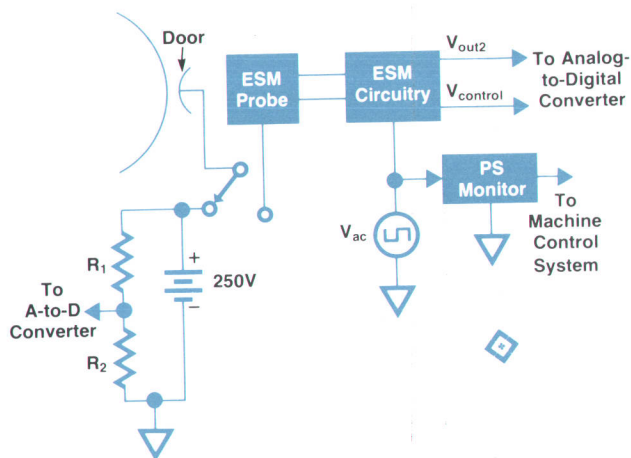 Door
ESM
Probe
ESM
Circuitry
Vout2
Vcontrol
To Analog-
to-Digital
Converter
PS
Monitor
To
Machine
Control
System
Vac
+
250V
−
R1
To
A-to-D
Converter
R2